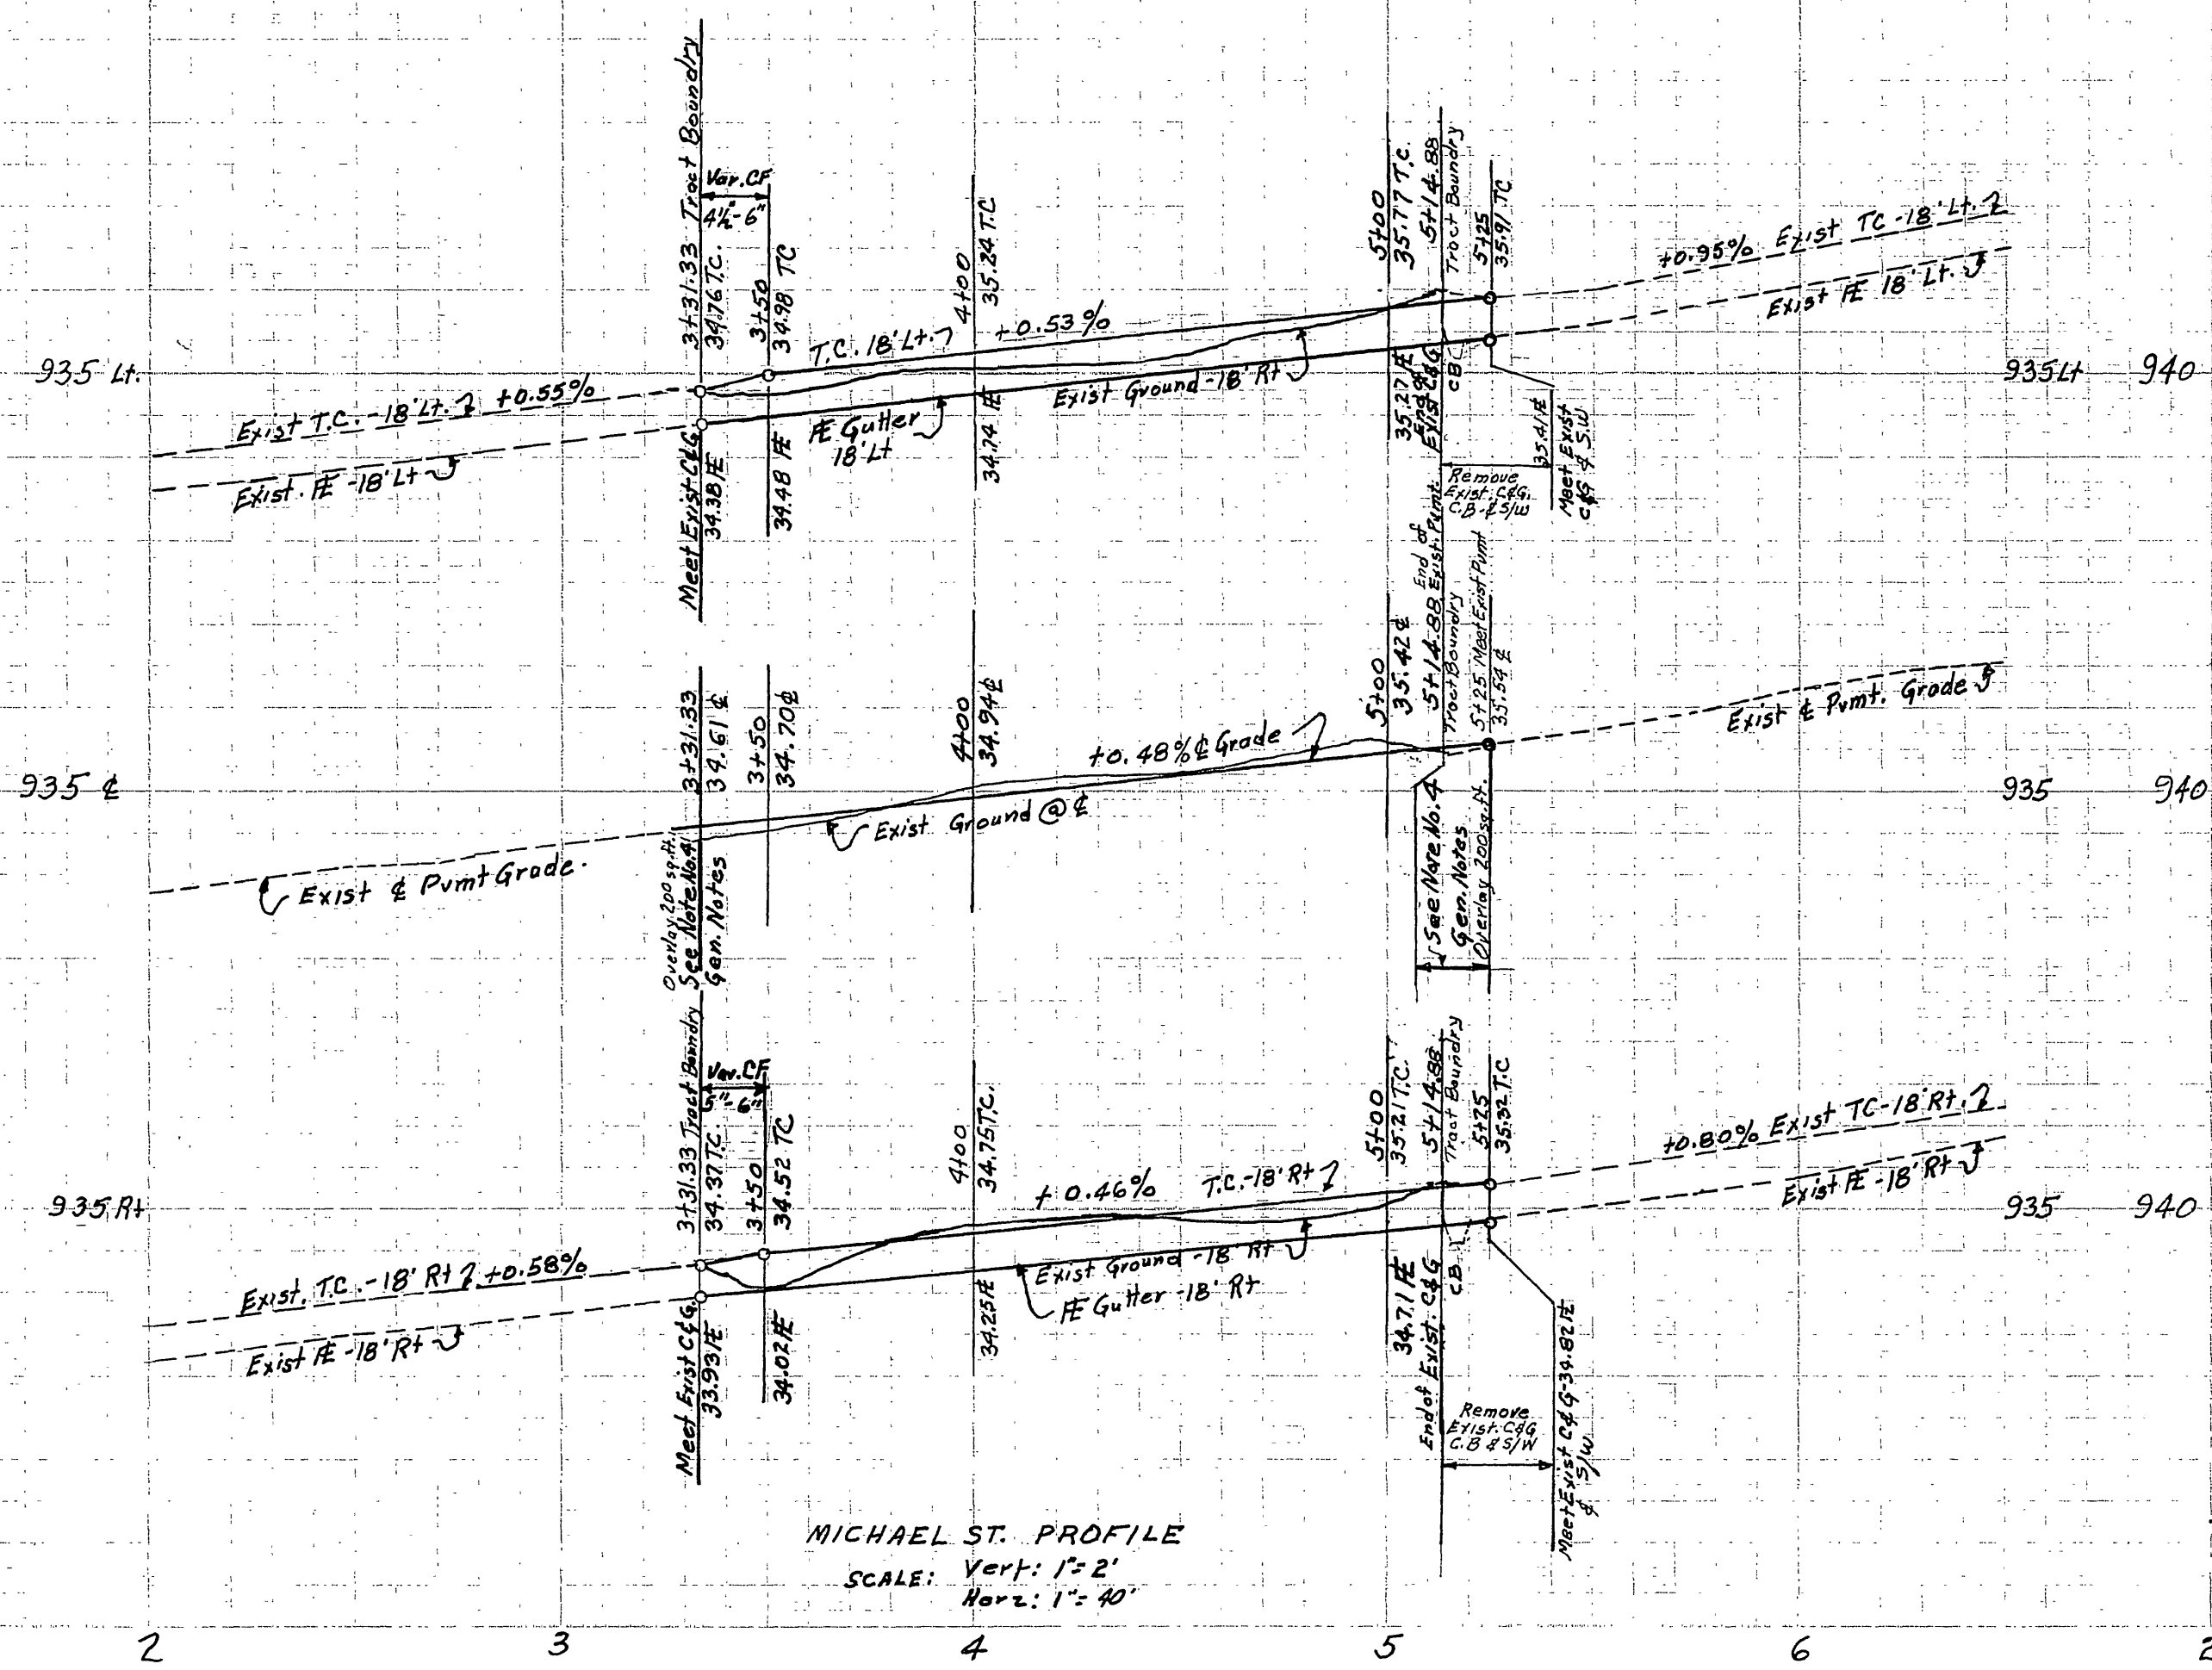 3+31.33 Tract Boundry
34.76 T.C.
Var. CF
4½"-6"
3+50
34.98 TC
4+00
35.24 T.C
5+00
35.77 T.C.
5+14.88
Tract Boundry
5+25
35.91 TC
935 Lt.
Exist T.C. -18' Lt. +0.55%
Exist. FL -18' Lt
T.C. 18' Lt.
+0.53%
FL Gutter
18' Lt
Exist Ground -18' Rt
+0.95% Exist TC -18' Lt.
Exist FL 18' Lt.
935 Lt
940
Meet Exist C&G
34.38 FL
34.48 FL
34.74 FL
35.27 FL
End of
Exist C&G
CB
35.41 FL
Meet Exist
C&G & S.W.
Remove
Exist. C&G,
C.B. & S/W
3+31.33
34.61 ℄
3+50
34.70 ℄
4+00
34.94 ℄
5+00
35.42 ℄
5+14.88 End of Exist. Pvmt.
Tract Boundry
5+25 Meet Exist Pvmt
35.54 ℄
935 ℄
Exist ℄ Pvmt Grade.
Exist Ground @ ℄
+0.48% ℄ Grade
Exist ℄ Pvmt. Grade
935
940
Overlay 200 sq.ft.
See Note No. 4
Gen. Notes
See Note No. 4
Gen. Notes
Overlay 200 sq.ft.
3+31.33 Tract Boundry
34.37 T.C.
Var. CF
5"-6"
3+50
34.52 TC
4+00
34.75 T.C.
5+00
35.21 T.C.
5+14.88
Tract Boundry
5+25
35.32 T.C
935 Rt
Exist. T.C. -18' Rt +0.58%
Exist FL -18' Rt
+ 0.46%
T.C.-18' Rt
Exist Ground -18' Rt
FL Gutter -18' Rt
+0.80% Exist TC-18' Rt.
Exist FL -18' Rt
935
940
Meet Exist C&G
33.93 FL
34.02 FL
34.25 FL
34.71 FL
End of Exist. C&G
CB
Remove
Exist. C&G
C.B & S/W
Meet Exist C&G-34.82 FL
& S/W
MICHAEL ST. PROFILE
SCALE: Vert: 1"= 2'
Horz: 1"= 40'
2 3 4 5 6